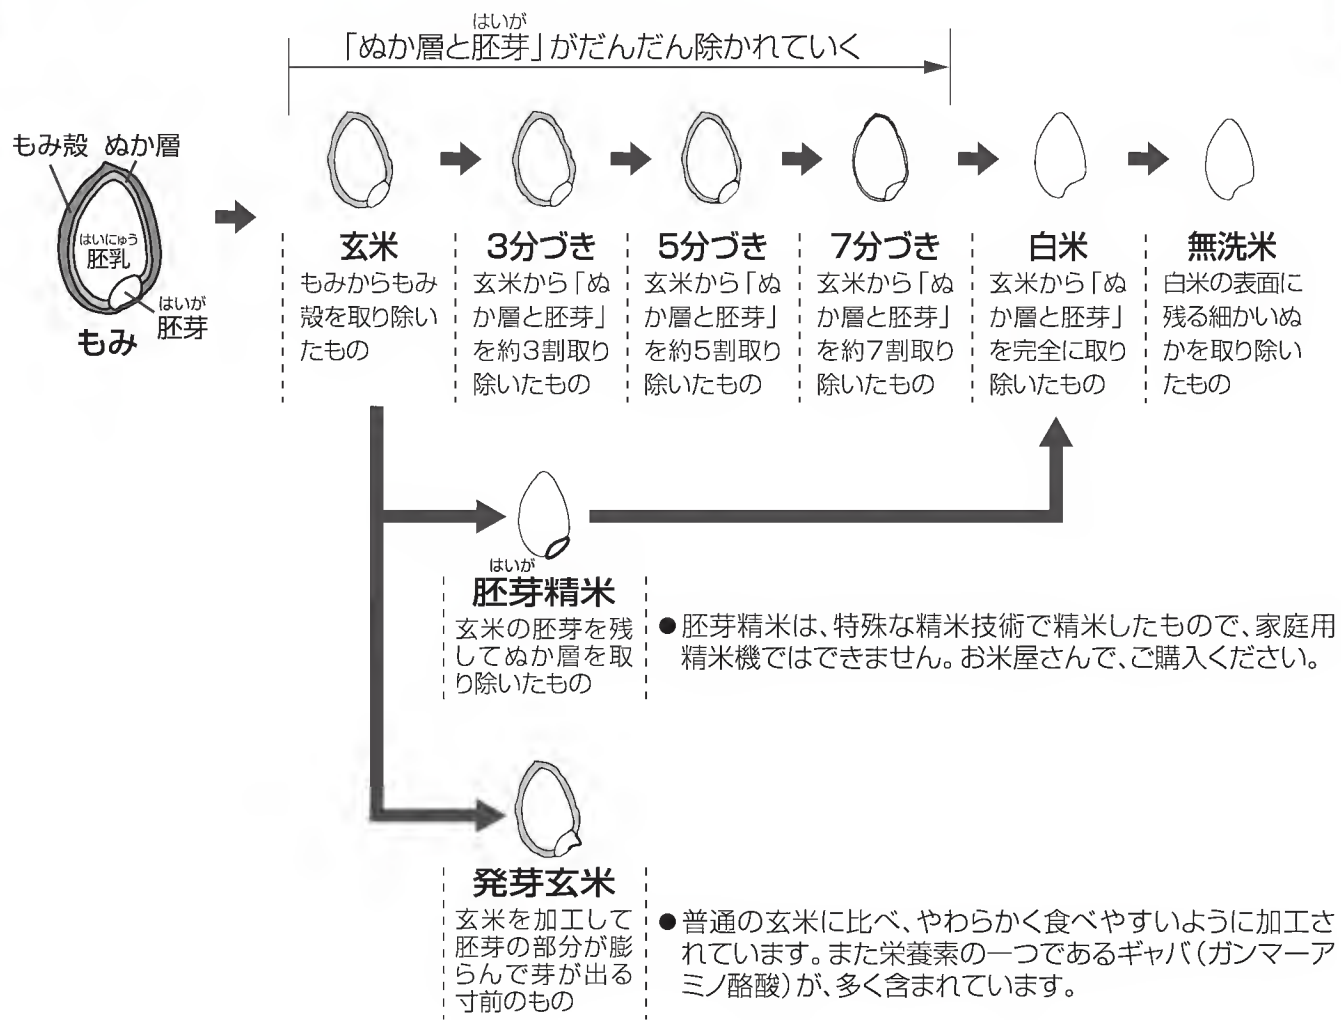 はいが
「ぬか層と胚芽」がだんだん除かれていく
もみ殻 ぬか層
はいにゅう
胚乳
はいが
胚芽
もみ
玄米
もみからもみ
殻を取り除い
たもの
3分づき
玄米から「ぬ
か層と胚芽」
を約3割取り
除いたもの
5分づき
玄米から「ぬ
か層と胚芽」
を約5割取り
除いたもの
7分づき
玄米から「ぬ
か層と胚芽」
を約7割取り
除いたもの
白米
玄米から「ぬ
か層と胚芽」
を完全に取り
除いたもの
無洗米
白米の表面に
残る細かいぬ
かを取り除い
たもの
はいが
胚芽精米
玄米の胚芽を残
してぬか層を取
り除いたもの
●胚芽精米は、特殊な精米技術で精米したもので、家庭用
精米機ではできません。お米屋さんで、ご購入ください。
発芽玄米
玄米を加工して
胚芽の部分が膨
らんで芽が出る
寸前のもの
●普通の玄米に比べ、やわらかく食べやすいように加工さ
れています。また栄養素の一つであるギャバ(ガンマーア
ミノ酪酸)が、多く含まれています。